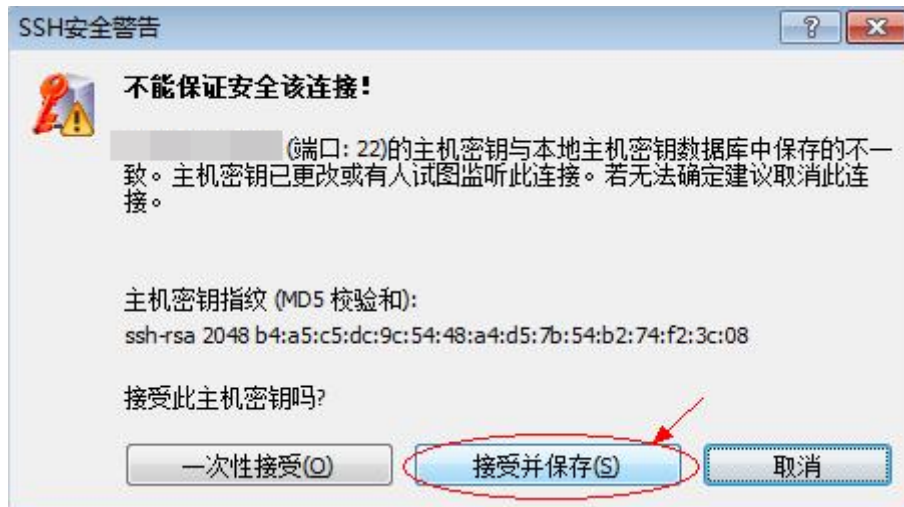 SSH安全警告
不能保证安全该连接!
(端口: 22)的主机密钥与本地主机密钥数据库中保存的不一
致。主机密钥已更改或有人试图监听此连接。若无法确定建议取消此连
接。
主机密钥指纹 (MD5 校验和):
ssh-rsa 2048 b4:a5:c5:dc:9c:54:48:a4:d5:7b:54:b2:74:f2:3c:08
接受此主机密钥吗?
一次性接受(O) 接受并保存(S) 取消